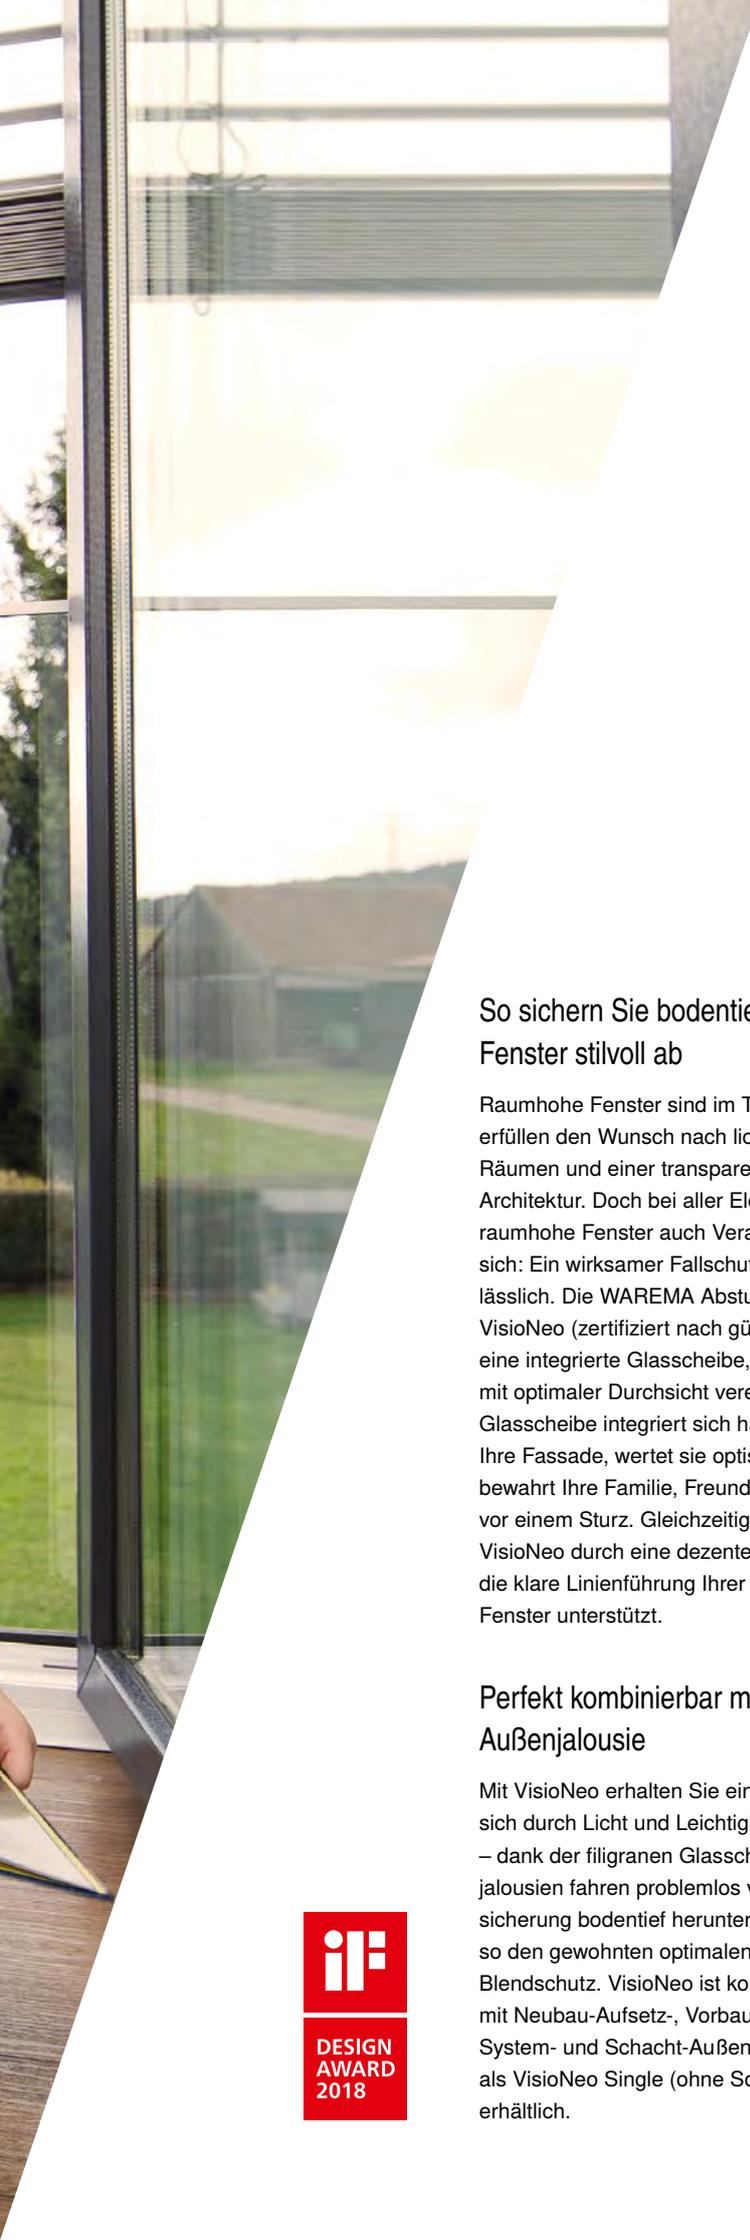 So sichern Sie bodentie
Fenster stilvoll ab
Raumhohe Fenster sind im T
erfüllen den Wunsch nach lic
Räumen und einer transpare
Architektur. Doch bei aller Ele
raumhohe Fenster auch Vera
sich: Ein wirksamer Fallschut
lässlich. Die WAREMA Abstu
VisioNeo (zertifiziert nach gü
eine integrierte Glasscheibe,
mit optimaler Durchsicht vere
Glasscheibe integriert sich ha
Ihre Fassade, wertet sie optis
bewahrt Ihre Familie, Freund
vor einem Sturz. Gleichzeitig
VisioNeo durch eine dezente
die klare Linienführung Ihrer
Fenster unterstützt.
Perfekt kombinierbar m
Außenjalousie
Mit VisioNeo erhalten Sie ein
sich durch Licht und Leichtig
– dank der filigranen Glassch
jalousien fahren problemlos v
sicherung bodentief herunter
so den gewohnten optimalen
Blendschutz. VisioNeo ist ko
mit Neubau-Aufsetz-, Vorbau
System- und Schacht-Außen
als VisioNeo Single (ohne So
erhältlich.
iF
DESIGN
AWARD
2018